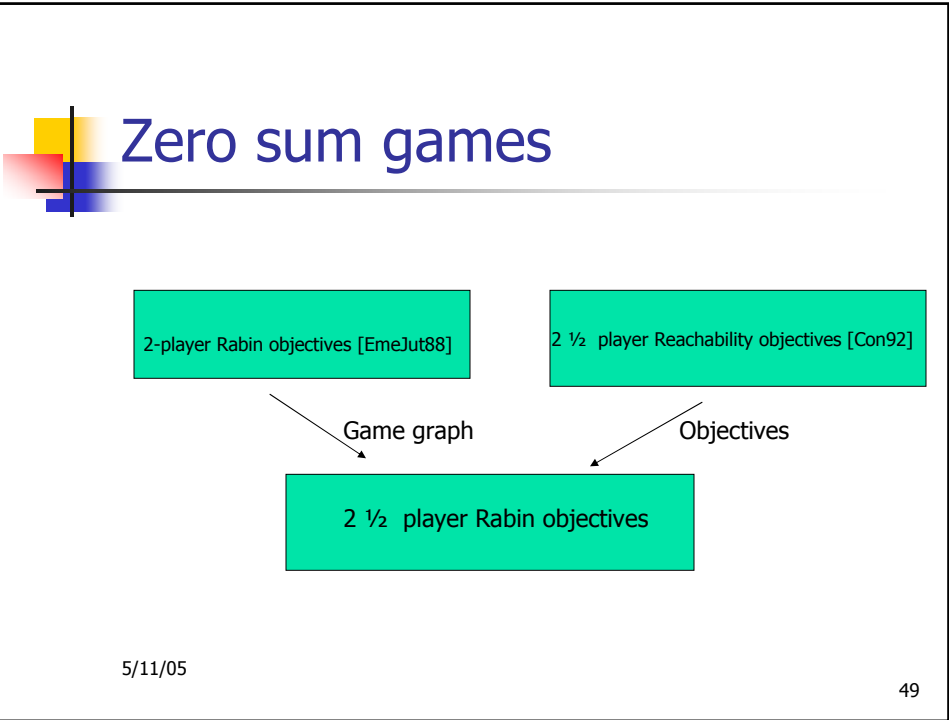 Zero sum games
2-player Rabin objectives [EmeJut88]
2 ½ player Reachability objectives [Con92]
Game graph
Objectives
2 ½ player Rabin objectives
5/11/05
49